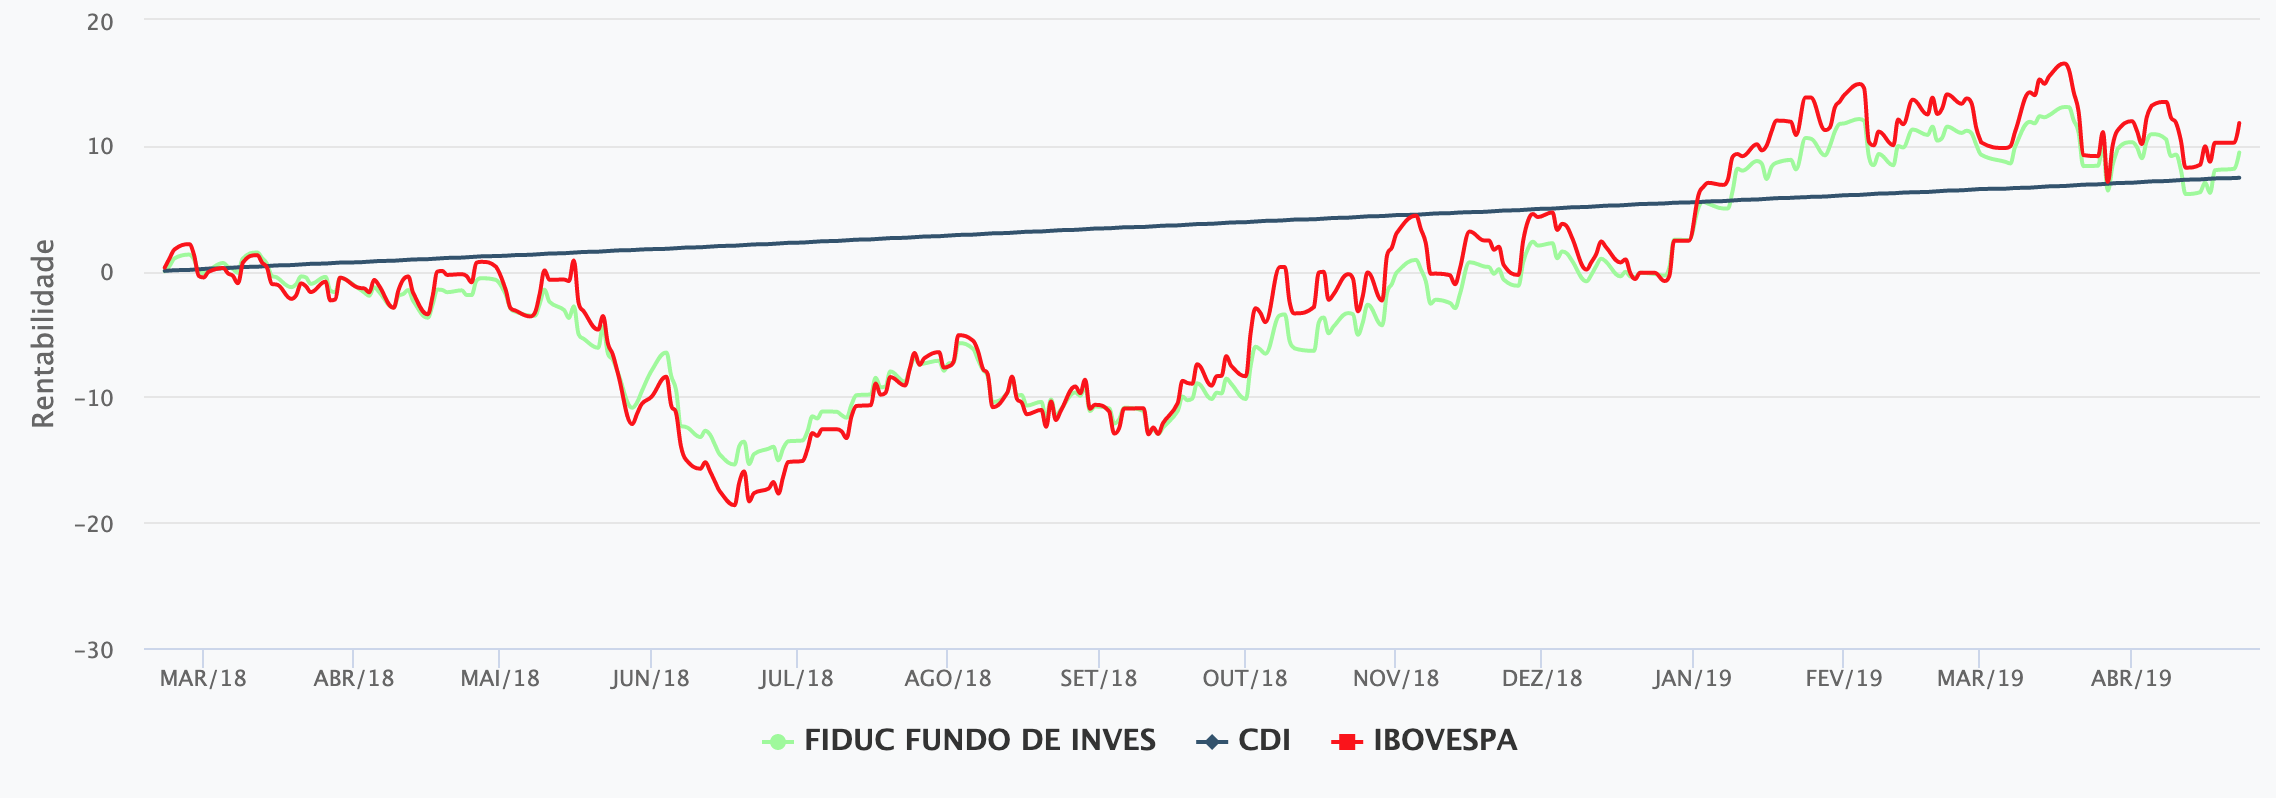 20
10
0
−10
−20
−30
Rentabilidade
MAR/18 ABR/18 MAI/18 JUN/18 JUL/18 AGO/18 SET/18 OUT/18 NOV/18 DEZ/18 JAN/19 FEV/19 MAR/19 ABR/19
FIDUC FUNDO DE INVES CDI IBOVESPA